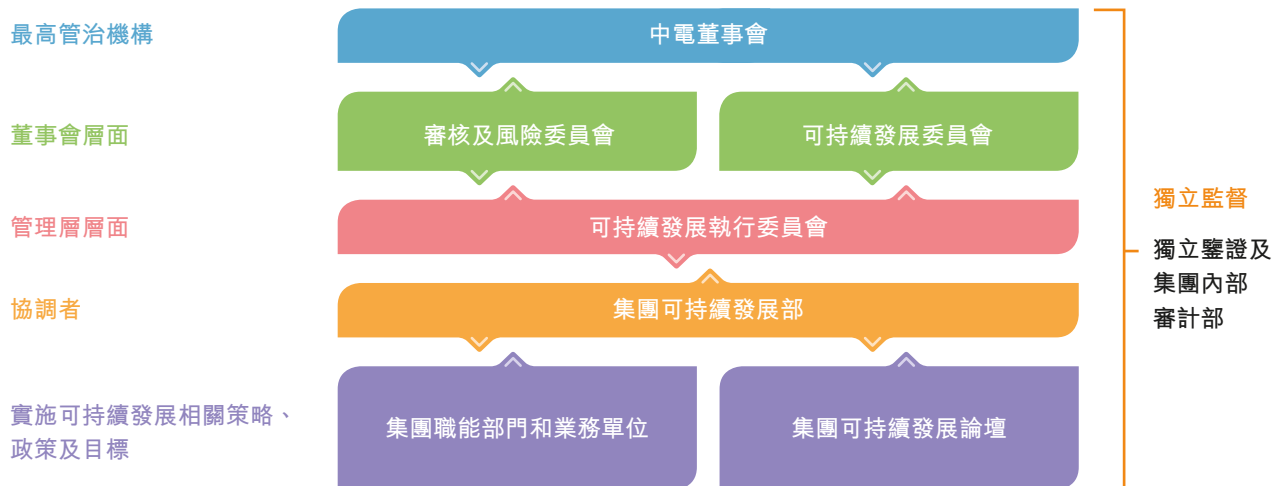 最高管治機構
中電董事會
董事會層面
審核及風險委員會
可持續發展委員會
管理層層面
可持續發展執行委員會
協調者
集團可持續發展部
實施可持續發展相關策略、
政策及目標
集團職能部門和業務單位
集團可持續發展論壇
獨立監督
獨立鑒證及
集團內部
審計部